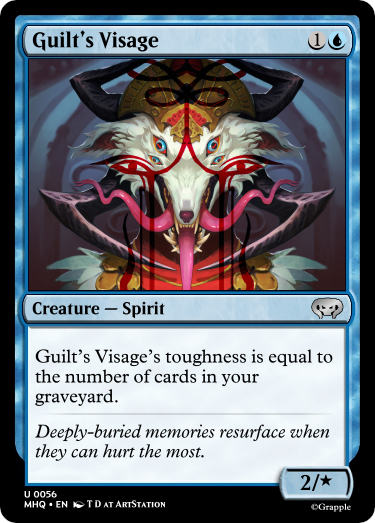 Guilt's Visage 1
Creature — Spirit
Guilt's Visage's toughness is equal to
the number of cards in your
graveyard.
Deeply-buried memories resurface when
they can hurt the most.
2/★
U 0056
MHQ • EN T D at ArtStation
©Grapple